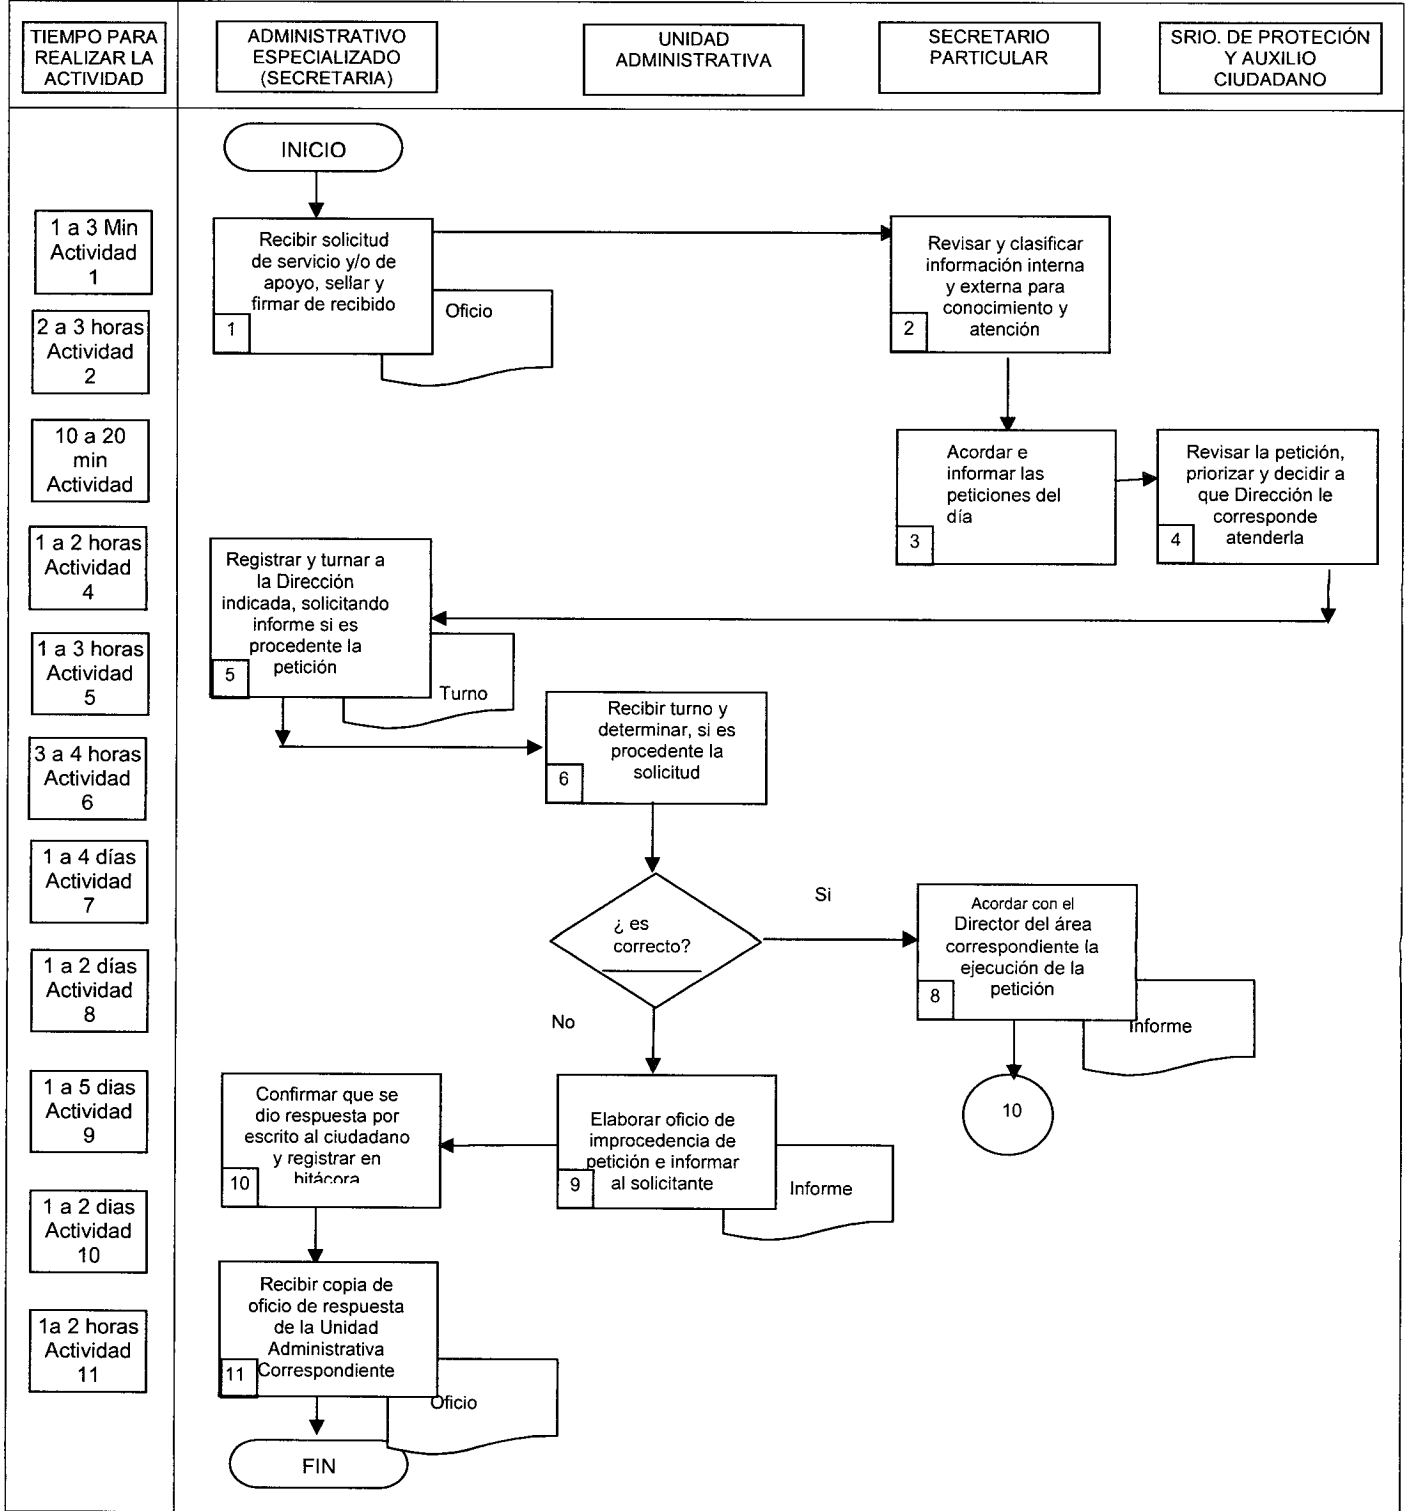 TIEMPO PARA
REALIZAR LA
ACTIVIDAD
ADMINISTRATIVO
ESPECIALIZADO
(SECRETARIA)
UNIDAD
ADMINISTRATIVA
SECRETARIO
PARTICULAR
SRIO. DE PROTECIÓN
Y AUXILIO
CIUDADANO
INICIO
1 a 3 Min
Actividad
1
Recibir solicitud
de servicio y/o de
apoyo, sellar y
firmar de recibido
1
Oficio
Revisar y clasificar
información interna
y externa para
conocimiento y
atención
2
2 a 3 horas
Actividad
2
10 a 20
min
Actividad
Acordar e
informar las
peticiones del
día
3
Revisar la petición,
priorizar y decidir a
que Dirección le
corresponde
atenderla
4
1 a 2 horas
Actividad
4
Registrar y turnar a
la Dirección
indicada, solicitando
informe si es
procedente la
petición
5
Turno
1 a 3 horas
Actividad
5
Recibir turno y
determinar, si es
procedente la
solicitud
6
3 a 4 horas
Actividad
6
1 a 4 días
Actividad
7
¿ es
correcto?
Si
Acordar con el
Director del área
correspondiente la
ejecución de la
petición
8
Informe
1 a 2 días
Actividad
8
No
10
1 a 5 dias
Actividad
9
Confirmar que se
dio respuesta por
escrito al ciudadano
y registrar en
bitácora
10
Elaborar oficio de
improcedencia de
petición e informar
al solicitante
9
Informe
1 a 2 dias
Actividad
10
Recibir copia de
oficio de respuesta
de la Unidad
Administrativa
Correspondiente
11
Oficio
1a 2 horas
Actividad
11
FIN